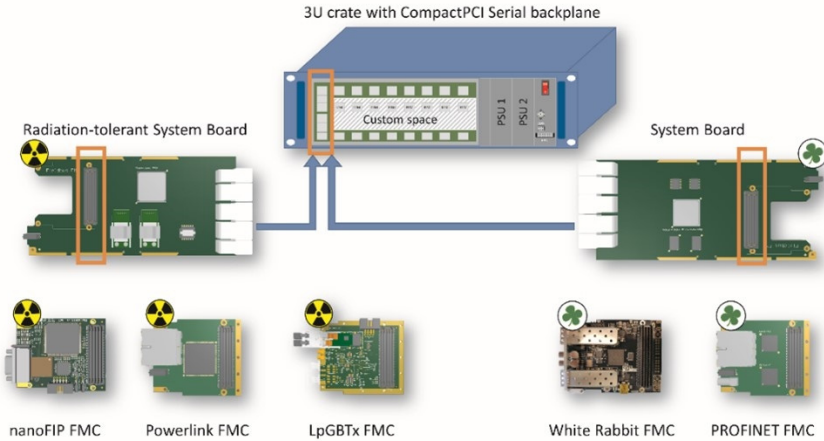 3U crate with CompactPCI Serial backplane
Custom space
PSU 1
PSU 2
Radiation-tolerant System Board
System Board
nanoFIP FMC
Powerlink FMC
LpGBTx FMC
White Rabbit FMC
PROFINET FMC